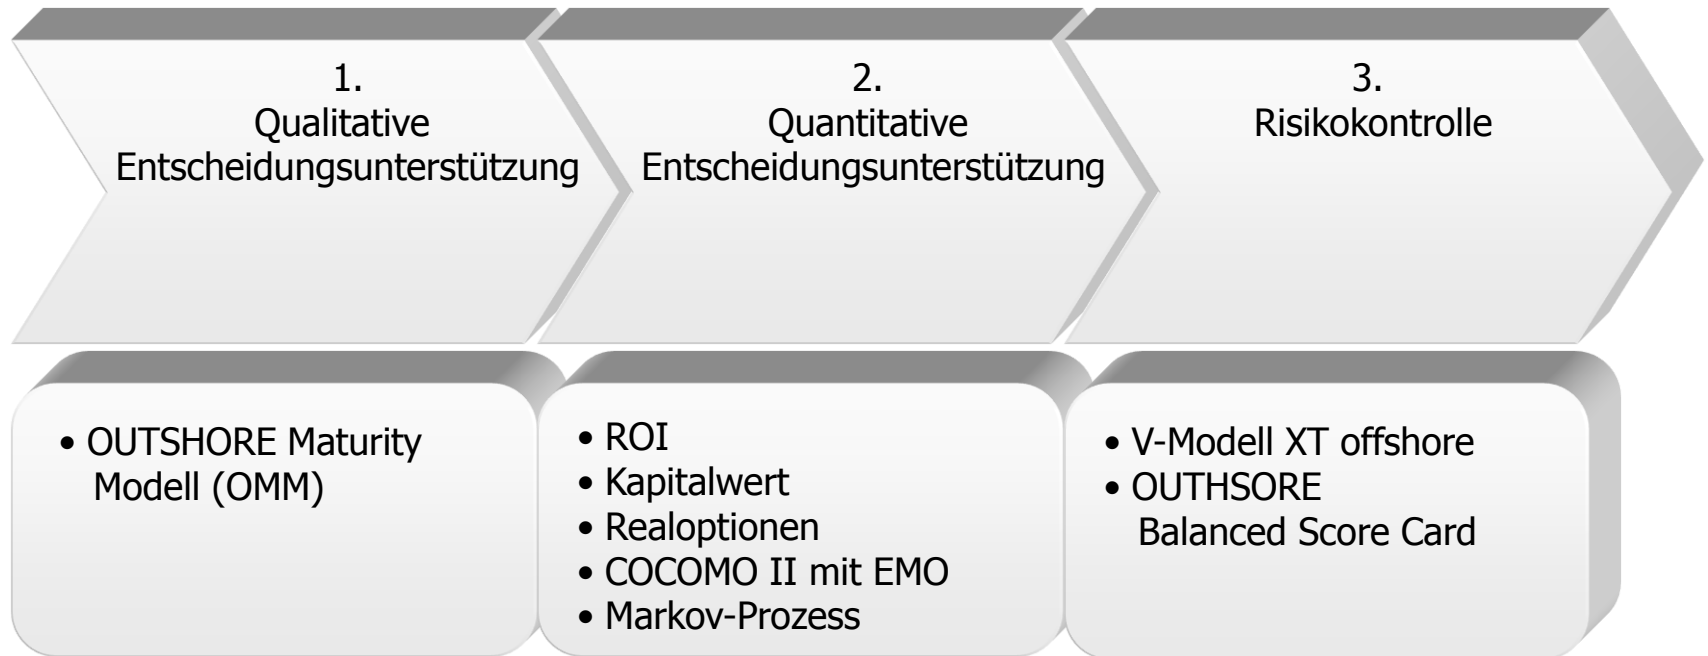 1.
Qualitative
Entscheidungsunterstützung
2.
Quantitative
Entscheidungsunterstützung
3.
Risikokontrolle
• OUTSHORE Maturity
Modell (OMM)
• ROI
• Kapitalwert
• Realoptionen
• COCOMO II mit EMO
• Markov-Prozess
• V-Modell XT offshore
• OUTHSORE
Balanced Score Card